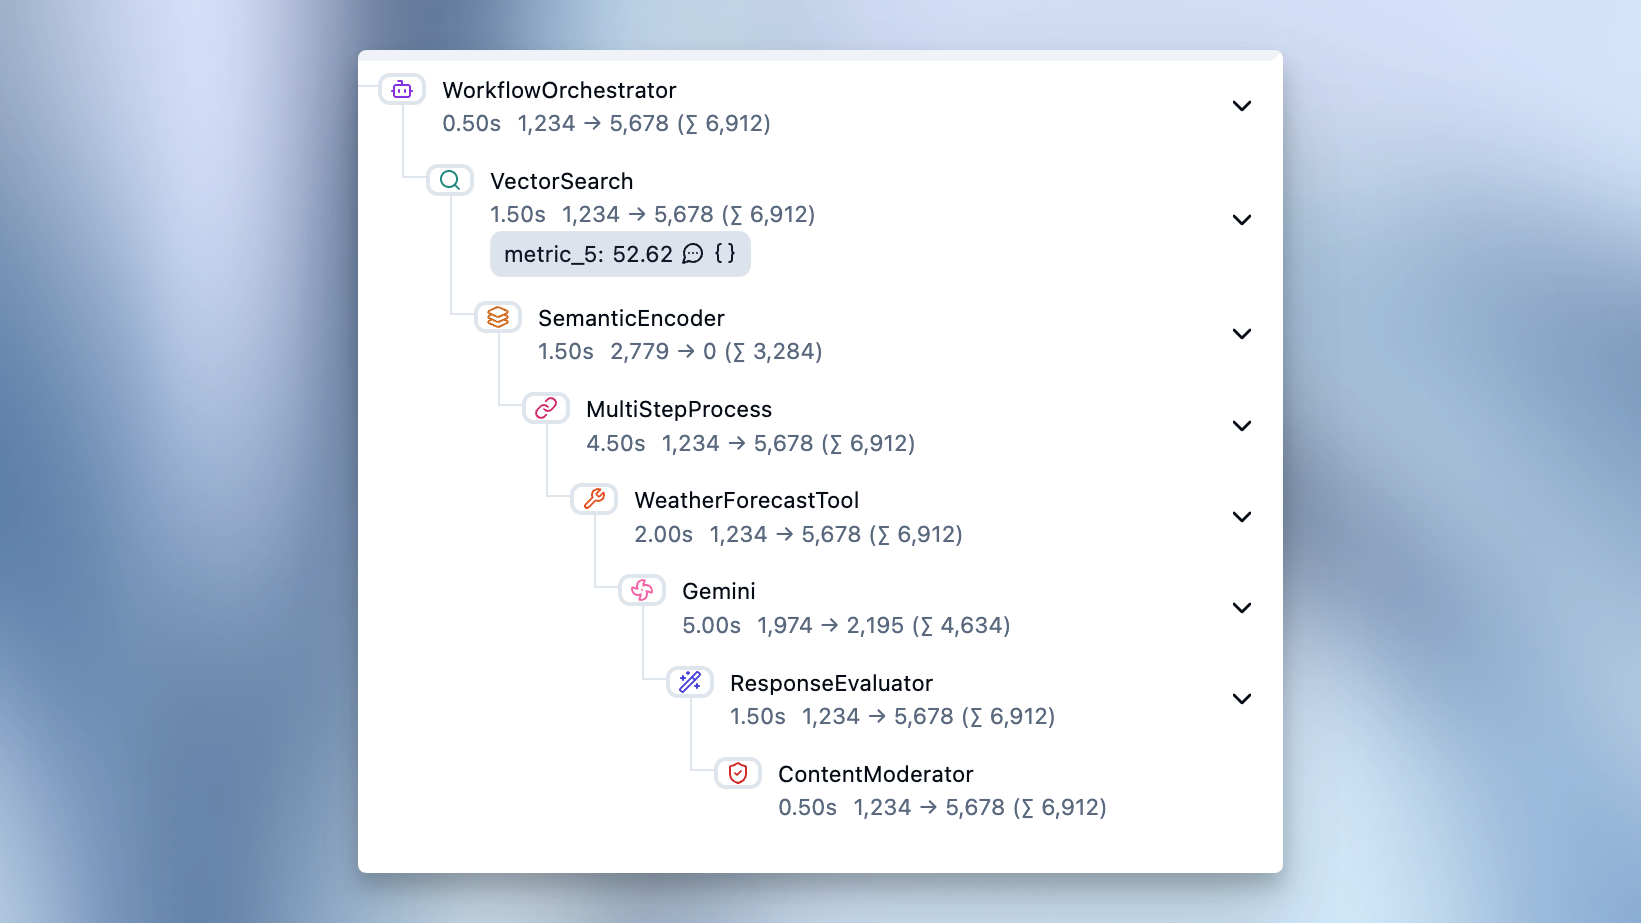 WorkflowOrchestrator
0.50s 1,234 → 5,678 (∑ 6,912)
VectorSearch
1.50s 1,234 → 5,678 (∑ 6,912)
metric_5: 52.62 {}
SemanticEncoder
1.50s 2,779 → 0 (∑ 3,284)
MultiStepProcess
4.50s 1,234 → 5,678 (∑ 6,912)
WeatherForecastTool
2.00s 1,234 → 5,678 (∑ 6,912)
Gemini
5.00s 1,974 → 2,195 (∑ 4,634)
ResponseEvaluator
1.50s 1,234 → 5,678 (∑ 6,912)
ContentModerator
0.50s 1,234 → 5,678 (∑ 6,912)